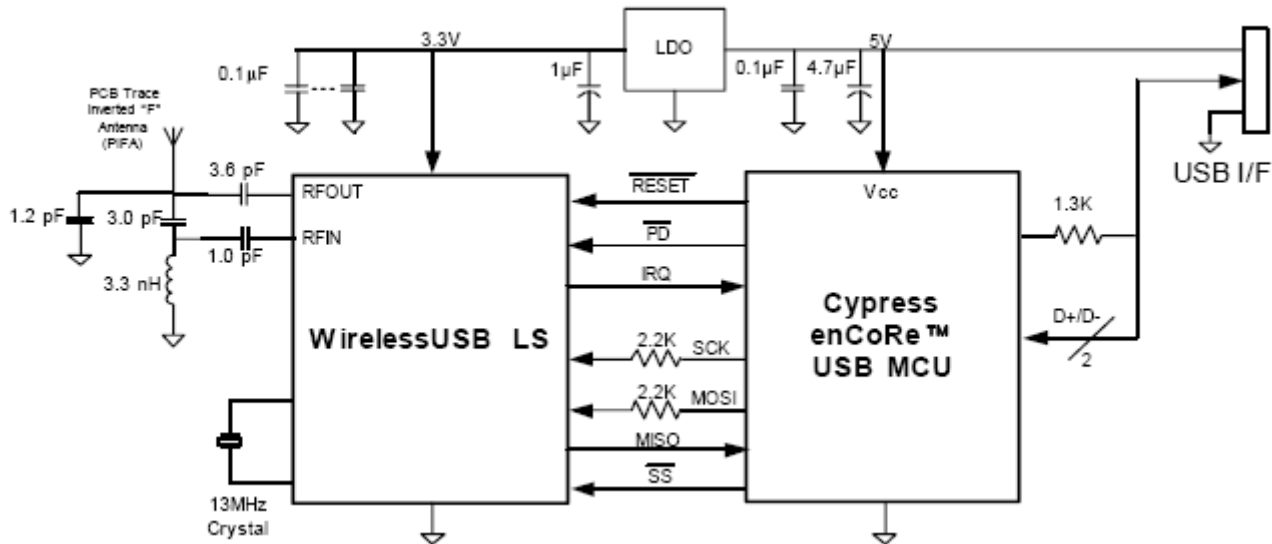 3.3V
LDO
5V
0.1µF
1µF
0.1µF
4.7µF
PCB Trace
Inverted "F"
Antenna
(PIFA)
USB I/F
3.6 pF
RFOUT
RESET
Vcc
1.3K
1.2 pF
3.0 pF
RFIN
PD
1.0 pF
3.3 nH
IRQ
WirelessUSB LS
Cypress
enCoRe™
USB MCU
D+/D-
2
2.2K
SCK
2.2K
MOSI
MISO
SS
13MHz
Crystal